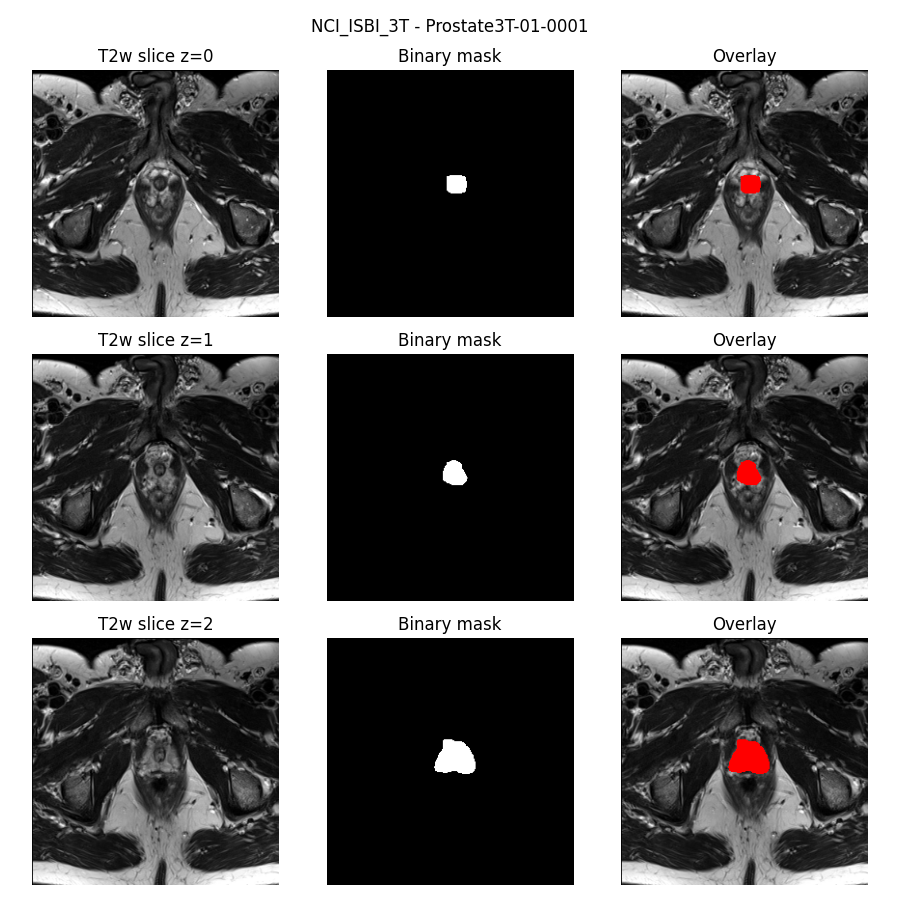 NCI_ISBI_3T - Prostate3T-01-0001
T2w slice z=0
Binary mask
Overlay
T2w slice z=1
Binary mask
Overlay
T2w slice z=2
Binary mask
Overlay